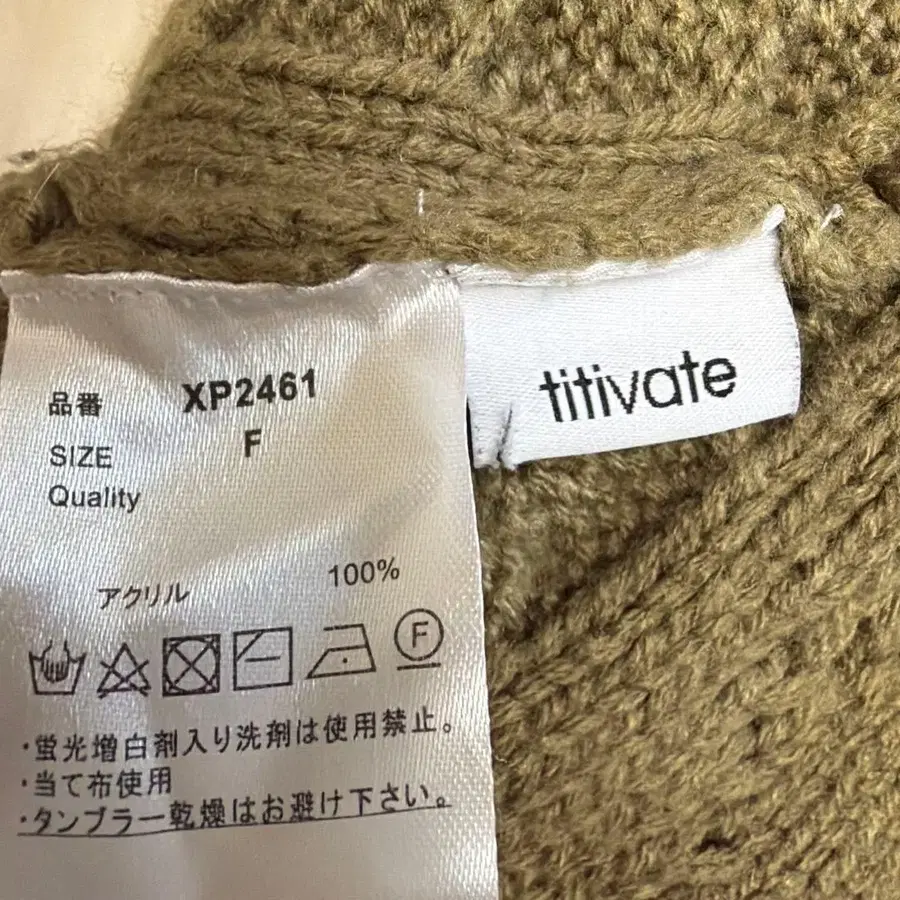 品番 XP2461
SIZE F
Quality
アクリル 100%
F
・蛍光増白剤入り洗剤は使用禁止。
・当て布使用
・タンブラー乾燥はお避け下さい。
titivate